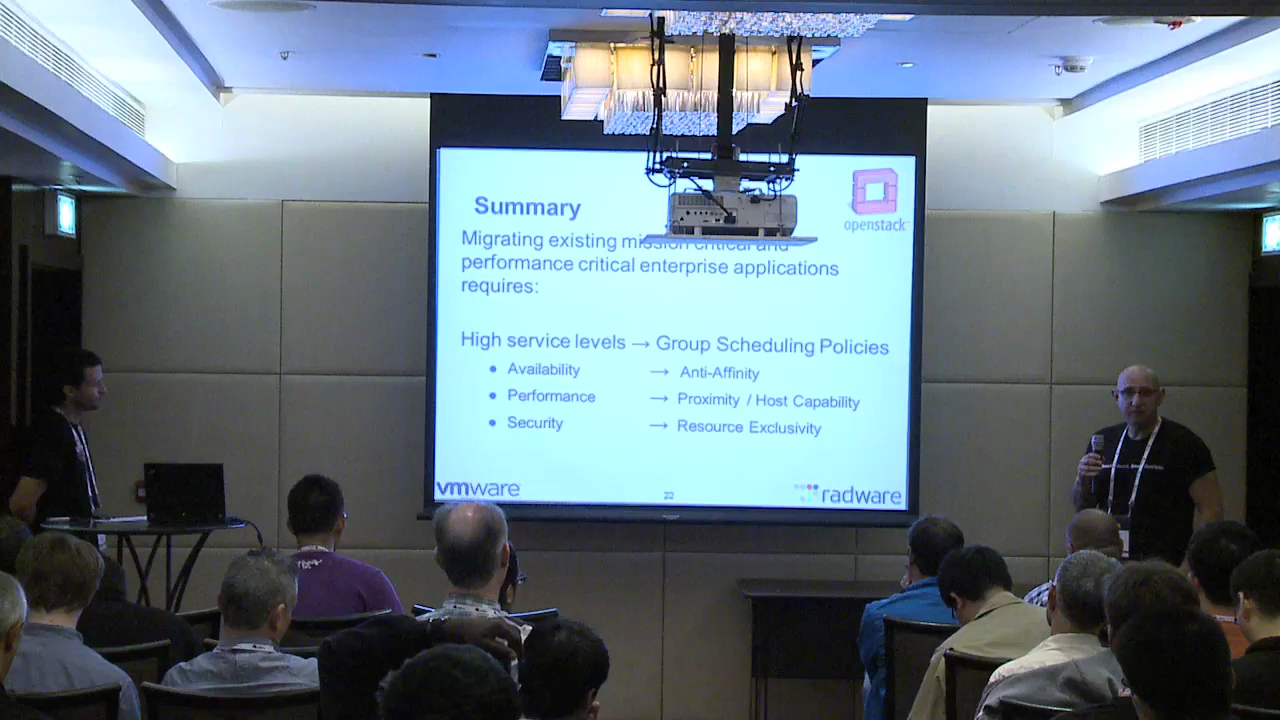 Summary
openstack
Migrating existing mission critical and
performance critical enterprise applications
requires:
High service levels → Group Scheduling Policies
• Availability → Anti-Affinity
• Performance → Proximity / Host Capability
• Security → Resource Exclusivity
vmware
22
radware